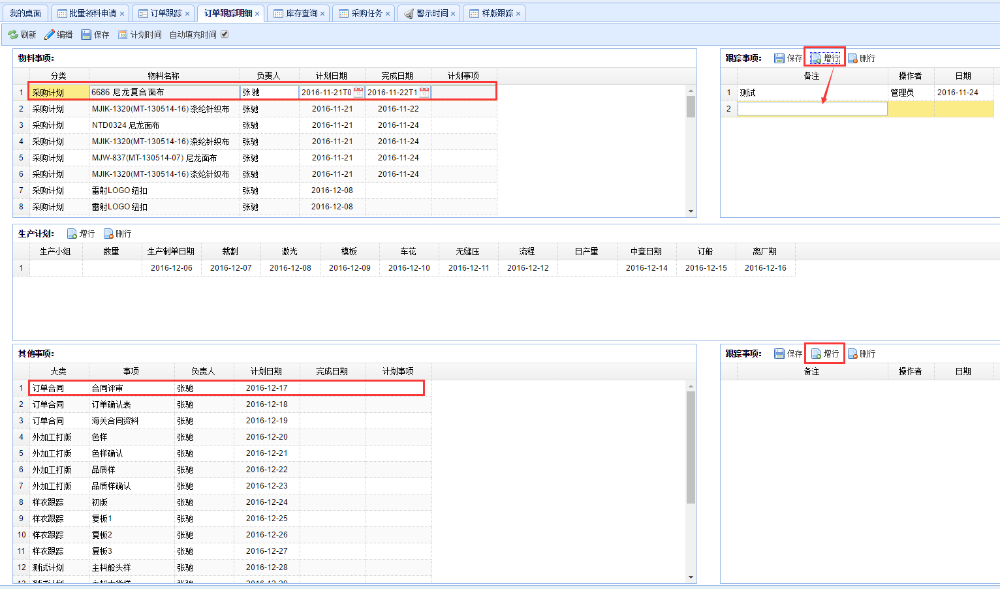 我的桌面 批量领料申请 × 订单跟踪 × 订单跟踪明细 × 库存查询 × 采购任务 × 警示时间 × 样版跟踪 ×
刷新 编辑 保存 计划时间 自动填充时间
物料事项:
分类 物料名称 负责人 计划日期 完成日期 计划事项
1 采购计划 6686 尼龙复合面布 张驰 2016-11-21T0 2016-11-22T1
2 采购计划 MJIK-1320(MT-130514-16) 涤纶针织布 张驰 2016-11-21 2016-11-22
3 采购计划 NTD0324 尼龙面布 张驰 2016-11-21 2016-11-24
4 采购计划 MJIK-1320(MT-130514-16) 涤纶针织布 张驰 2016-11-21 2016-11-24
5 采购计划 MJW-837(MT-130514-07) 尼龙面布 张驰 2016-11-21 2016-11-24
6 采购计划 MJIK-1320(MT-130514-16) 涤纶针织布 张驰 2016-11-21 2016-11-24
7 采购计划 雷射LOGO 纽扣 张驰 2016-12-08
8 采购计划 雷射LOGO 纽扣 张驰 2016-12-08
跟踪事项: 保存 增行 删行
备注 操作者 日期
1 测试 管理员 2016-11-24
2
生产计划: 增行 删行
生产小组 数量 生产制单日期 裁割 激光 模板 车花 无缝压 流程 日产量 中查日期 订船 离厂期
1 2016-12-06 2016-12-07 2016-12-08 2016-12-09 2016-12-10 2016-12-11 2016-12-12 2016-12-14 2016-12-15 2016-12-16
其他事项:
大类 事项 负责人 计划日期 完成日期 计划事项
1 订单合同 合同评审 张驰 2016-12-17
2 订单合同 订单确认表 张驰 2016-12-18
3 订单合同 海关合同资料 张驰 2016-12-19
4 外加工打版 色样 张驰 2016-12-20
5 外加工打版 色样确认 张驰 2016-12-21
6 外加工打版 品质样 张驰 2016-12-22
7 外加工打版 品质样确认 张驰 2016-12-23
8 样衣跟踪 初版 张驰 2016-12-24
9 样衣跟踪 复板1 张驰 2016-12-25
10 样衣跟踪 复板2 张驰 2016-12-26
11 样衣跟踪 复板3 张驰 2016-12-27
12 测试计划 主料船头样 张驰 2016-12-28
13 测试计划 主料大货样 张驰 2016-12-29
跟踪事项: 保存 增行 删行
备注 操作者 日期